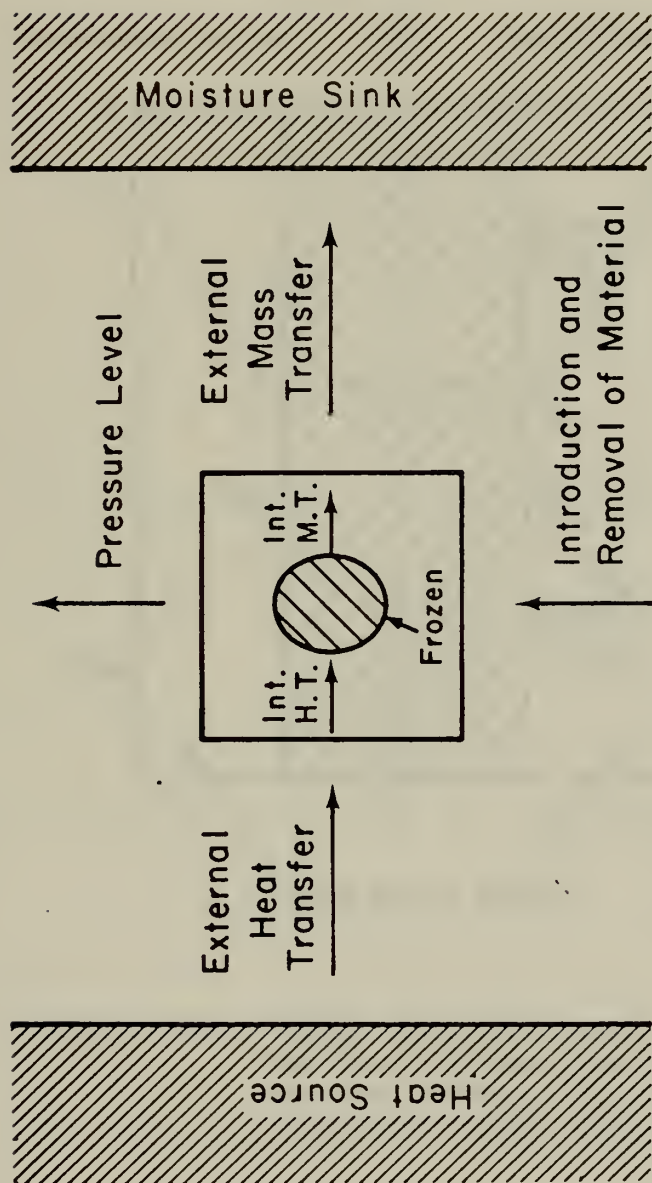 Heat Source
External
Heat
Transfer
Pressure Level
Int.
H.T.
Int.
M.T.
Frozen
External
Mass
Transfer
Introduction and
Removal of Material
Moisture Sink